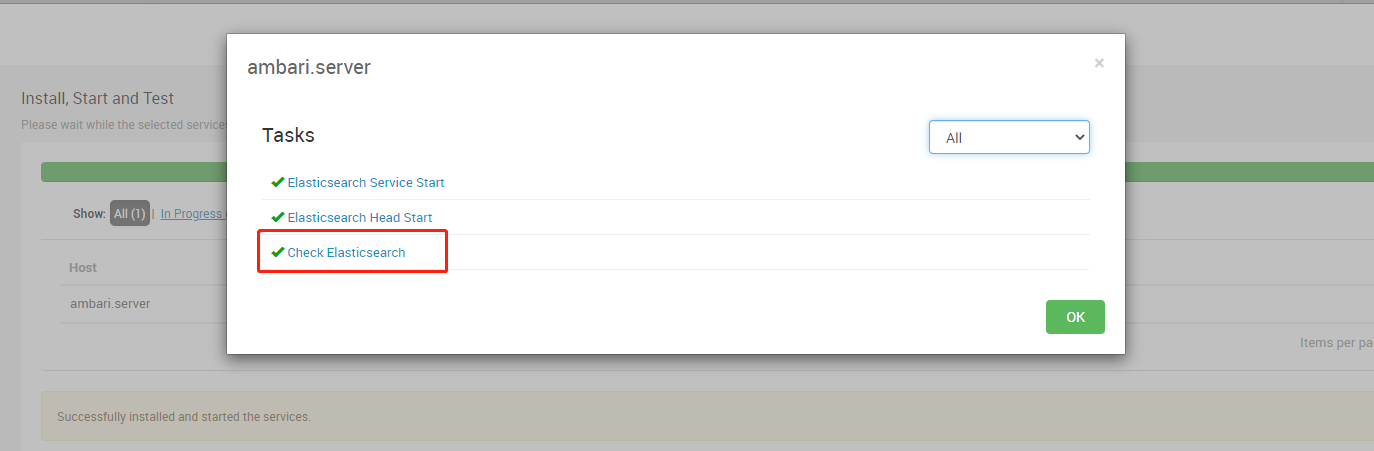 ambari.server
×
Install, Start and Test
Please wait while the selected services
Tasks
All
Elasticsearch Service Start
Show: All (1) | In Progress
Elasticsearch Head Start
Check Elasticsearch
Host
ambari.server
OK
Items per pa
Successfully installed and started the services.